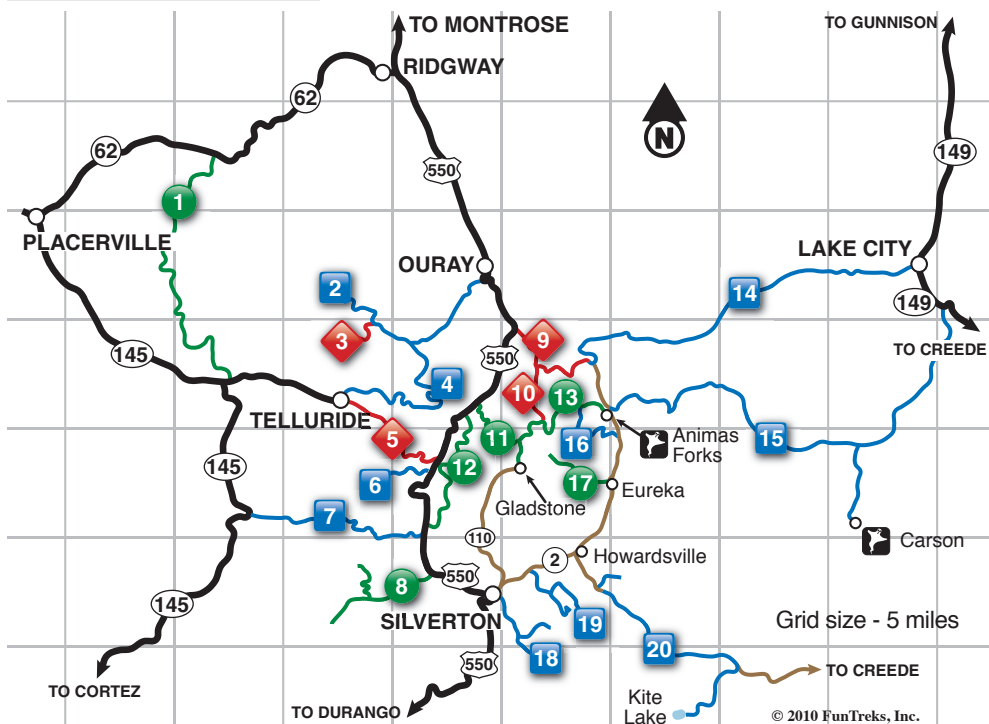 TO MONTROSE
TO GUNNISON
RIDGWAY
62
62
550
149
1
PLACERVILLE
LAKE CITY
OURAY
2
14
149
3
9
145
550
TO CREEDE
4
10
13
TELLURIDE
5
11
16
Animas
Forks
15
145
12
6
17
Eureka
Gladstone
7
110
Carson
2
Howardsville
8
550
145
SILVERTON
19
Grid size - 5 miles
18
20
550
TO CREEDE
TO CORTEZ
Kite
Lake
TO DURANGO
© 2010 FunTreks, Inc.
N